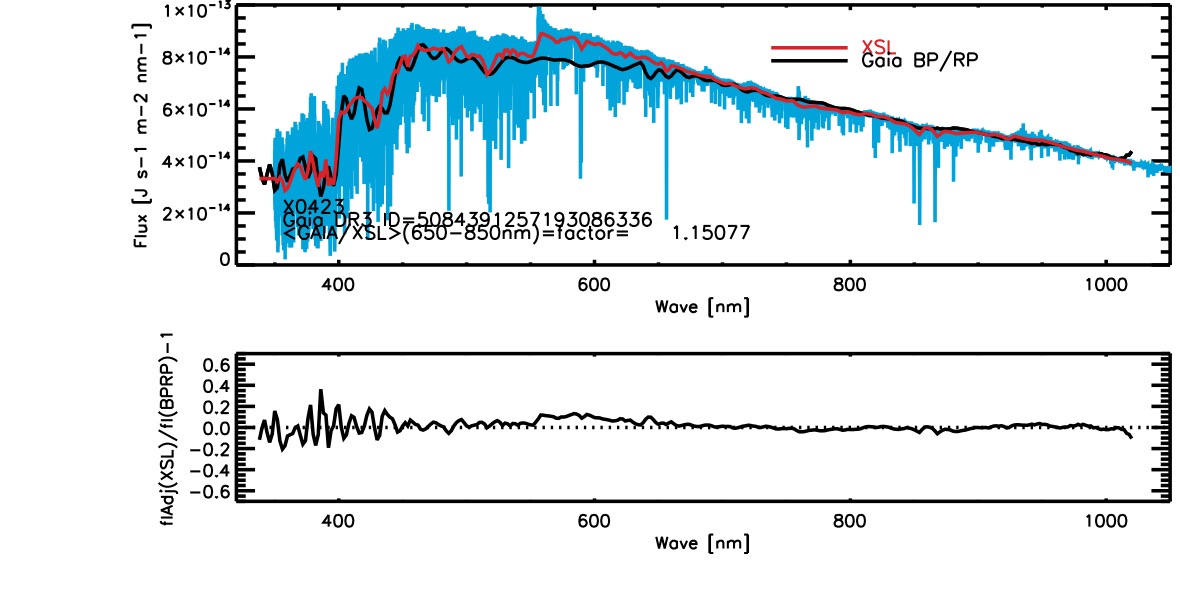 1×10−13
8×10−14
6×10−14
4×10−14
2×10−14
0
Flux [J s−1 m−2 nm−1]
XSL
Gaia BP/RP
X0423
Gaia DR3 ID=5084391257193086336
<GAIA/XSL>(650−850nm)=factor= 1.15077
400 600 800 1000
Wave [nm]
flAdj(XSL)/fl(BPRP)−1
0.6
0.4
0.2
0.0
−0.2
−0.4
−0.6
400 600 800 1000
Wave [nm]